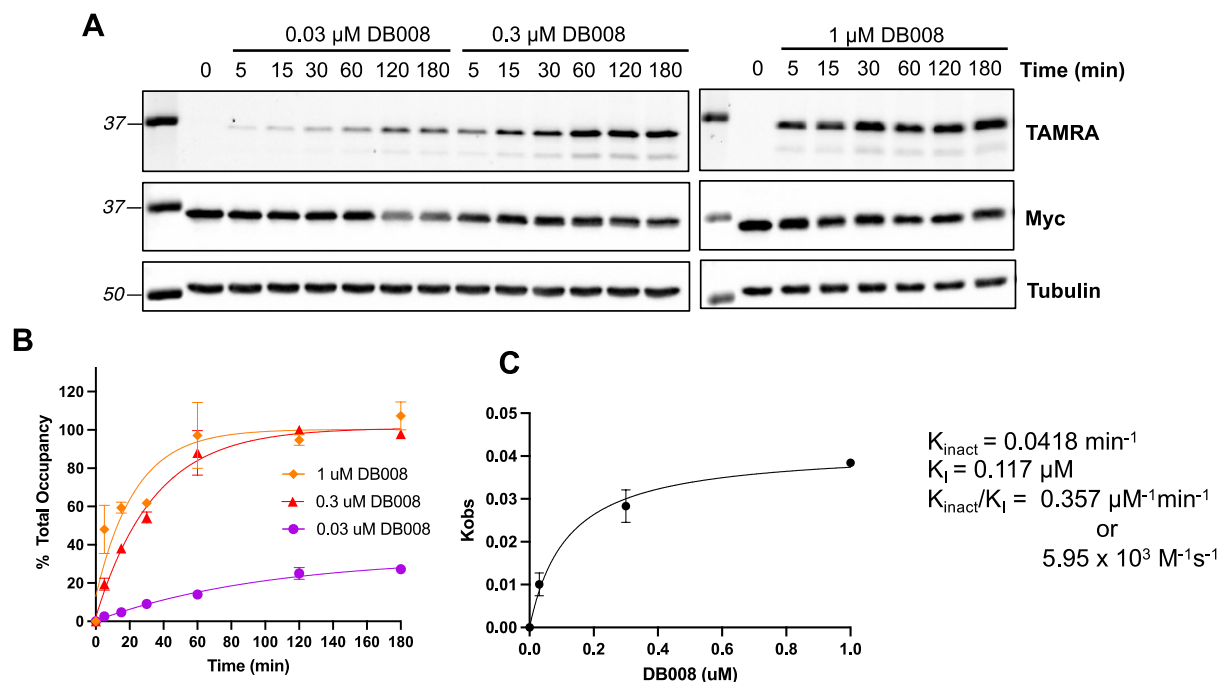 A
0.03 µM DB008
0.3 µM DB008
1 µM DB008
0 5 15 30 60 120 180 5 15 30 60 120 180
0 5 15 30 60 120 180 Time (min)
37
TAMRA
37
Myc
50
Tubulin
B
120
100
80
60
40
20
0
% Total Occupancy
0 20 40 60 80 100 120 140 160 180
Time (min)
1 uM DB008
0.3 uM DB008
0.03 uM DB008
C
0.05
0.04
0.03
0.02
0.01
0.00
Kobs
0.0 0.2 0.4 0.6 0.8 1.0
DB008 (uM)
Kinact = 0.0418 min-1
KI = 0.117 µM
Kinact/KI = 0.357 µM-1min-1
or
5.95 x 10³ M-1s-1